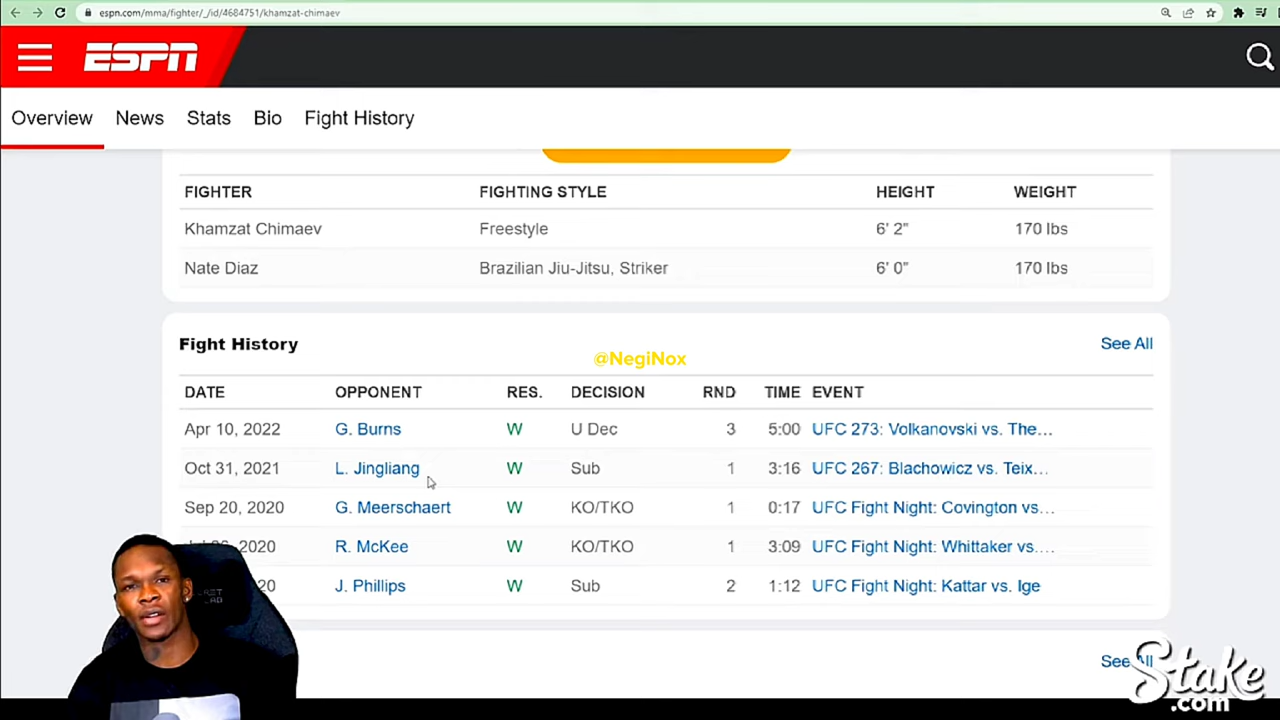 espn.com/mma/fighter/_/id/4684751/khamzat-chimaev
ESPN
Overview News Stats Bio Fight History
FIGHTER FIGHTING STYLE HEIGHT WEIGHT
Khamzat Chimaev Freestyle 6' 2" 170 lbs
Nate Diaz Brazilian Jiu-Jitsu, Striker 6' 0" 170 lbs
Fight History See All
@NegiNox
DATE OPPONENT RES. DECISION RND TIME EVENT
Apr 10, 2022 G. Burns W U Dec 3 5:00 UFC 273: Volkanovski vs. The...
Oct 31, 2021 L. Jingliang W Sub 1 3:16 UFC 267: Blachowicz vs. Teix...
Sep 20, 2020 G. Meerschaert W KO/TKO 1 0:17 UFC Fight Night: Covington vs...
2020 R. McKee W KO/TKO 1 3:09 UFC Fight Night: Whittaker vs....
20 J. Phillips W Sub 2 1:12 UFC Fight Night: Kattar vs. Ige
See All
Stake
.com